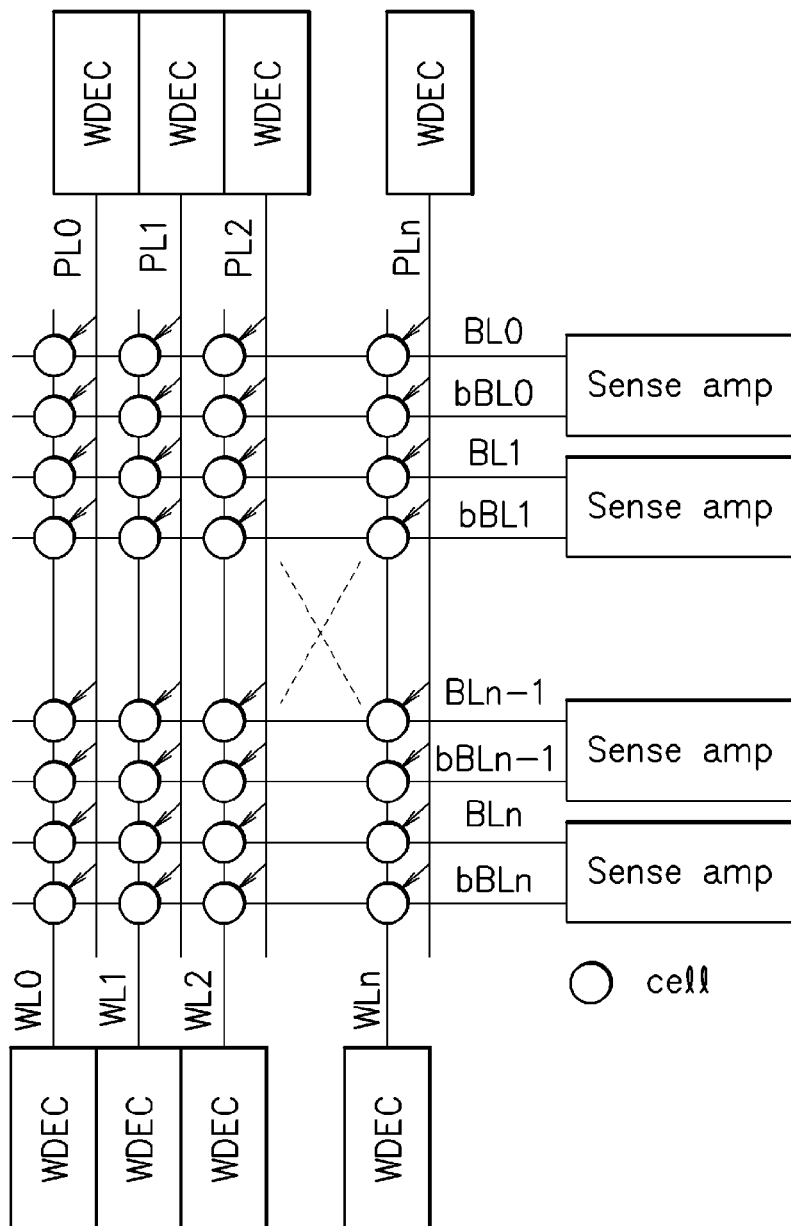 WDEC WDEC WDEC WDEC
PL0 PL1 PL2 PLn
BL0
Sense amp
bBL0
BL1
Sense amp
bBL1
BLn-1
Sense amp
bBLn-1
BLn
Sense amp
bBLn
cell
WL0 WL1 WL2 WLn
WDEC WDEC WDEC WDEC